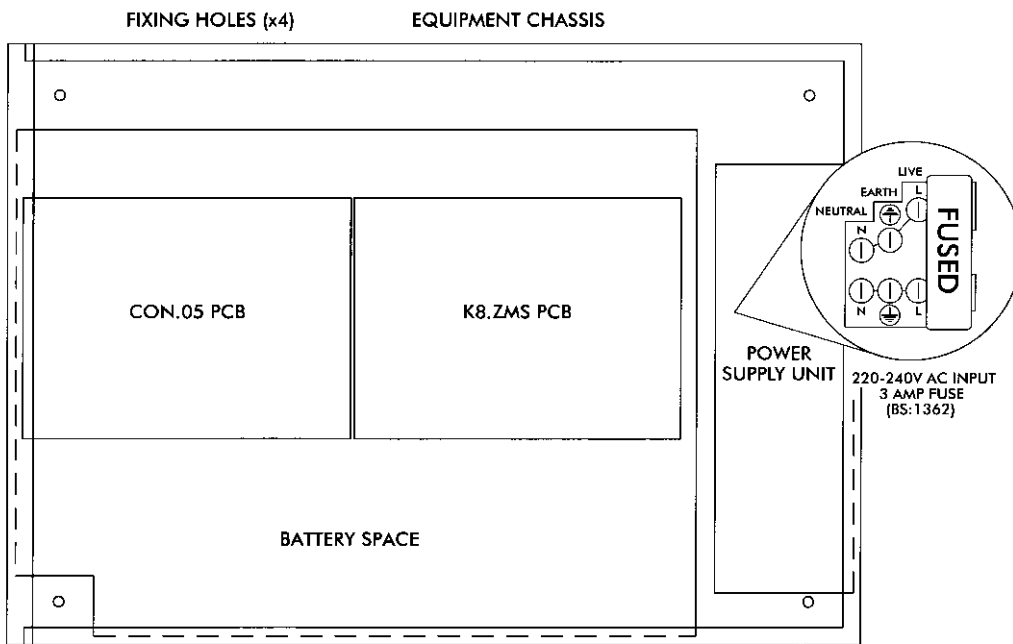 FIXING HOLES (x4)
EQUIPMENT CHASSIS
LIVE
L
EARTH
NEUTRAL
N
FUSED
N
L
CON.05 PCB
K8.ZMS PCB
POWER
SUPPLY UNIT
220-240V AC INPUT
3 AMP FUSE
(BS:1362)
BATTERY SPACE